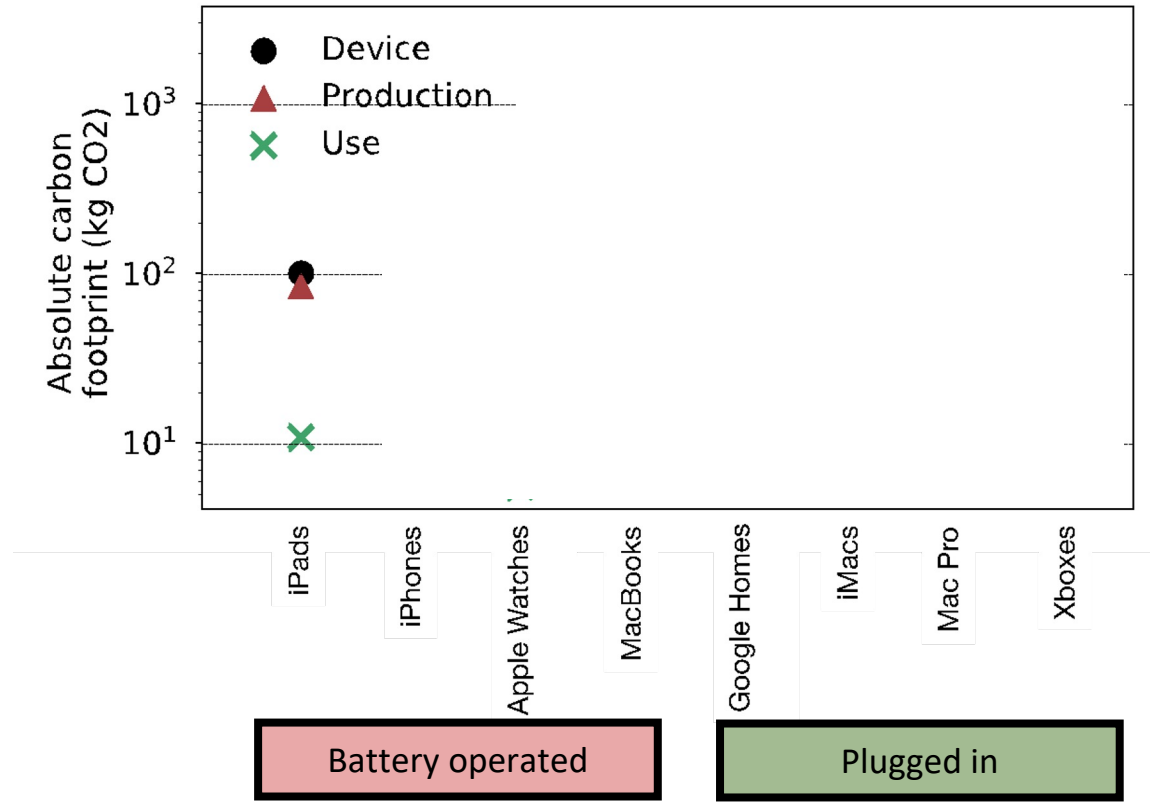 Device
Production
Use
Absolute carbon
footprint (kg CO2)
10³
10²
10¹
iPads
iPhones
Apple Watches
MacBooks
Google Homes
iMacs
Mac Pro
Xboxes
Battery operated
Plugged in